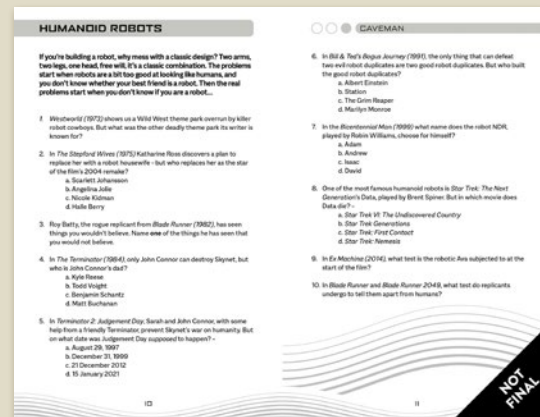 HUMANOID ROBOTS
If you're building a robot, why mess with a classic design? Two arms,
two legs, one head, free will, it's a classic combination. The problems
start when robots are a bit too good at looking like humans, and
you don't know whether your best friend is a robot. Then the real
problems start when you don't know if you are a robot...
1. Westworld (1973) shows us a Wild West theme park overrun by killer
robot cowboys. But what was the other deadly theme park its writer is
known for?
2. In The Stepford Wives (1975) Katharine Ross discovers a plan to
replace her with a robot housewife - but who replaces her as the star
of the film's 2004 remake?
a. Scarlett Johansson
b. Angelina Jolie
c. Nicole Kidman
d. Halle Berry
3. Roy Batty, the rogue replicant from Blade Runner (1982), has seen
things you wouldn't believe. Name one of the things he has seen that
you would not believe.
4. In The Terminator (1984), only John Connor can destroy Skynet, but
who is John Connor's dad?
a. Kyle Reese
b. Todd Voight
c. Benjamin Schantz
d. Matt Buchanan
5. In Terminator 2: Judgement Day, Sarah and John Connor, with some
help from a friendly Terminator, prevent Skynet's war on humanity. But
on what date was Judgement Day supposed to happen? -
a. August 29, 1997
b. December 31, 1999
c. 21 December 2012
d. 15 January 2021
10
CAVEMAN
6. In Bill & Ted's Bogus Journey (1991), the only thing that can defeat
two evil robot duplicates are two good robot duplicates. But who built
the good robot duplicates?
a. Albert Einstein
b. Station
c. The Grim Reaper
d. Marilyn Monroe
7. In the Bicentennial Man (1999) what name does the robot NDR,
played by Robin Williams, choose for himself?
a. Adam
b. Andrew
c. Isaac
d. David
8. One of the most famous humanoid robots is Star Trek: The Next
Generation's Data, played by Brent Spiner. But in which movie does
Data die? -
a. Star Trek VI: The Undiscovered Country
b. Star Trek Generations
c. Star Trek: First Contact
d. Star Trek: Nemesis
9. In Ex Machina (2014), what test is the robotic Ava subjected to at the
start of the film?
10. In Blade Runner and Blade Runner 2049, what test do replicants
undergo to tell them apart from humans?
11
NOT
FINAL